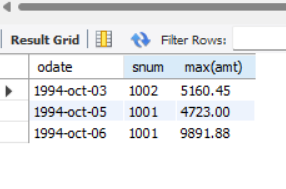 Result Grid Filter Rows:
odate snum max(amt)
1994-oct-03 1002 5160.45
1994-oct-05 1001 4723.00
1994-oct-06 1001 9891.88